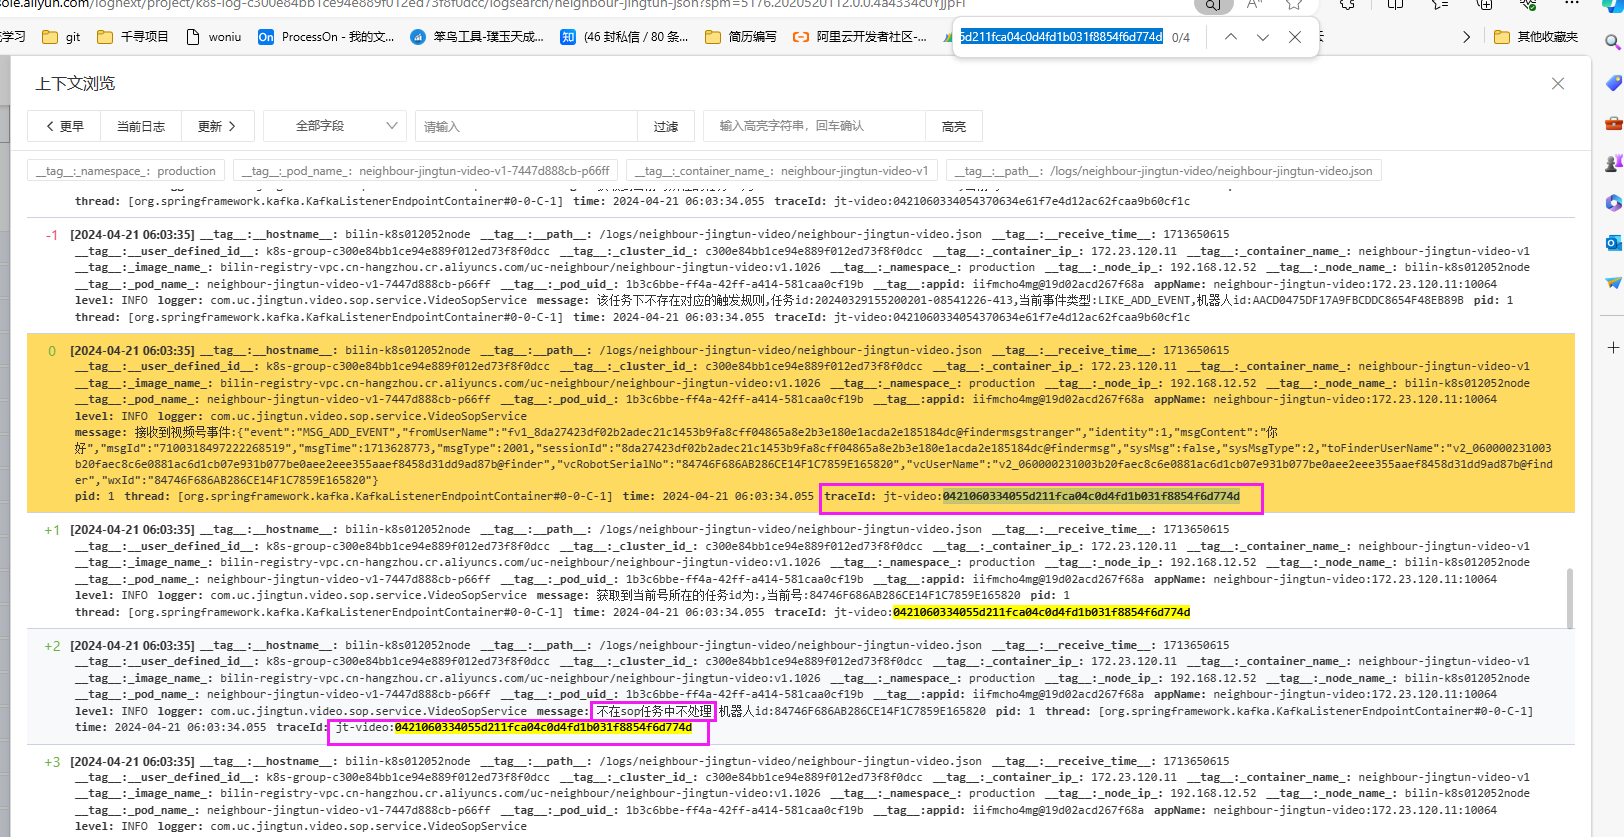 sole.aliyun.com/lognext/project/k8s-log-c300e84bb1ce94e889f012ed73f8f0dcc/logsearch/neighbour-jingtun-json?spm=5176.2020520112.0.0.4a4334c0YjjpFf
学习 git 千寻项目 woniu On ProcessOn - 我的文... 笨鸟工具-璞玉天成... 知 (46 封私信 / 80 条... 简历编写 阿里云开发者社区-... 其他收藏夹
5d211fca04c0d4fd1b031f8854f6d774d 0/4
上下文浏览
更早 当前日志 更新 全部字段 请输入 过滤 输入高亮字符串，回车确认 高亮
__tag__:_namespace_: production __tag__:_pod_name_: neighbour-jingtun-video-v1-7447d888cb-p66ff __tag__:_container_name_: neighbour-jingtun-video-v1 __tag__:__path__: /logs/neighbour-jingtun-video/neighbour-jingtun-video.json
thread: [org.springframework.kafka.KafkaListenerEndpointContainer#0-0-C-1] time: 2024-04-21 06:03:34.055 traceId: jt-video:0421060334054370634e61f7e4d12ac62fcaa9b60cf1c
-1 [2024-04-21 06:03:35] __tag__:__hostname__: bilin-k8s012052node __tag__:__path__: /logs/neighbour-jingtun-video/neighbour-jingtun-video.json __tag__:__receive_time__: 1713650615
__tag__:__user_defined_id__: k8s-group-c300e84bb1ce94e889f012ed73f8f0dcc __tag__:_cluster_id_: c300e84bb1ce94e889f012ed73f8f0dcc __tag__:_container_ip_: 172.23.120.11 __tag__:_container_name_: neighbour-jingtun-video-v1
__tag__:_image_name_: bilin-registry-vpc.cn-hangzhou.cr.aliyuncs.com/uc-neighbour/neighbour-jingtun-video:v1.1026 __tag__:_namespace_: production __tag__:_node_ip_: 192.168.12.52 __tag__:_node_name_: bilin-k8s012052node
__tag__:_pod_name_: neighbour-jingtun-video-v1-7447d888cb-p66ff __tag__:_pod_uid_: 1b3c6bbe-ff4a-42ff-a414-581caa0cf19b __tag__:appid: iifmcho4mg@19d02acd267f68a appName: neighbour-jingtun-video:172.23.120.11:10064
level: INFO logger: com.uc.jingtun.video.sop.service.VideoSopService message: 该任务下不存在对应的触发规则,任务id:20240329155200201-08541226-413,当前事件类型:LIKE_ADD_EVENT,机器人id:AACD0475DF17A9FBCDDC8654F48EB89B pid: 1
thread: [org.springframework.kafka.KafkaListenerEndpointContainer#0-0-C-1] time: 2024-04-21 06:03:34.055 traceId: jt-video:0421060334054370634e61f7e4d12ac62fcaa9b60cf1c
0 [2024-04-21 06:03:35] __tag__:__hostname__: bilin-k8s012052node __tag__:__path__: /logs/neighbour-jingtun-video/neighbour-jingtun-video.json __tag__:__receive_time__: 1713650615
__tag__:__user_defined_id__: k8s-group-c300e84bb1ce94e889f012ed73f8f0dcc __tag__:_cluster_id_: c300e84bb1ce94e889f012ed73f8f0dcc __tag__:_container_ip_: 172.23.120.11 __tag__:_container_name_: neighbour-jingtun-video-v1
__tag__:_image_name_: bilin-registry-vpc.cn-hangzhou.cr.aliyuncs.com/uc-neighbour/neighbour-jingtun-video:v1.1026 __tag__:_namespace_: production __tag__:_node_ip_: 192.168.12.52 __tag__:_node_name_: bilin-k8s012052node
__tag__:_pod_name_: neighbour-jingtun-video-v1-7447d888cb-p66ff __tag__:_pod_uid_: 1b3c6bbe-ff4a-42ff-a414-581caa0cf19b __tag__:appid: iifmcho4mg@19d02acd267f68a appName: neighbour-jingtun-video:172.23.120.11:10064
level: INFO logger: com.uc.jingtun.video.sop.service.VideoSopService
message: 接收到视频号事件:{"event":"MSG_ADD_EVENT","fromUserName":"fv1_8da27423df02b2adec21c1453b9fa8cff04865a8e2b3e180e1acda2e185184dc@findermsgstranger","identity":1,"msgContent":"你
好","msgId":"7100318497222268519","msgTime":1713628773,"msgType":2001,"sessionId":"8da27423df02b2adec21c1453b9fa8cff04865a8e2b3e180e1acda2e185184dc@findermsg","sysMsg":false,"sysMsgType":2,"toFinderUserName":"v2_060000231003
b20faec8c6e0881ac6d1cb07e931b077be0aee2eee355aaef8458d31dd9ad87b@finder","vcRobotSerialNo":"84746F686AB286CE14F1C7859E165820","vcUserName":"v2_060000231003b20faec8c6e0881ac6d1cb07e931b077be0aee2eee355aaef8458d31dd9ad87b@find
er","wxId":"84746F686AB286CE14F1C7859E165820"}
pid: 1 thread: [org.springframework.kafka.KafkaListenerEndpointContainer#0-0-C-1] time: 2024-04-21 06:03:34.055 traceId: jt-video:0421060334055d211fca04c0d4fd1b031f8854f6d774d
+1 [2024-04-21 06:03:35] __tag__:__hostname__: bilin-k8s012052node __tag__:__path__: /logs/neighbour-jingtun-video/neighbour-jingtun-video.json __tag__:__receive_time__: 1713650615
__tag__:__user_defined_id__: k8s-group-c300e84bb1ce94e889f012ed73f8f0dcc __tag__:_cluster_id_: c300e84bb1ce94e889f012ed73f8f0dcc __tag__:_container_ip_: 172.23.120.11 __tag__:_container_name_: neighbour-jingtun-video-v1
__tag__:_image_name_: bilin-registry-vpc.cn-hangzhou.cr.aliyuncs.com/uc-neighbour/neighbour-jingtun-video:v1.1026 __tag__:_namespace_: production __tag__:_node_ip_: 192.168.12.52 __tag__:_node_name_: bilin-k8s012052node
__tag__:_pod_name_: neighbour-jingtun-video-v1-7447d888cb-p66ff __tag__:_pod_uid_: 1b3c6bbe-ff4a-42ff-a414-581caa0cf19b __tag__:appid: iifmcho4mg@19d02acd267f68a appName: neighbour-jingtun-video:172.23.120.11:10064
level: INFO logger: com.uc.jingtun.video.sop.service.VideoSopService message: 获取到当前号所在的任务id为:,当前号:84746F686AB286CE14F1C7859E165820 pid: 1
thread: [org.springframework.kafka.KafkaListenerEndpointContainer#0-0-C-1] time: 2024-04-21 06:03:34.055 traceId: jt-video:0421060334055d211fca04c0d4fd1b031f8854f6d774d
+2 [2024-04-21 06:03:35] __tag__:__hostname__: bilin-k8s012052node __tag__:__path__: /logs/neighbour-jingtun-video/neighbour-jingtun-video.json __tag__:__receive_time__: 1713650615
__tag__:__user_defined_id__: k8s-group-c300e84bb1ce94e889f012ed73f8f0dcc __tag__:_cluster_id_: c300e84bb1ce94e889f012ed73f8f0dcc __tag__:_container_ip_: 172.23.120.11 __tag__:_container_name_: neighbour-jingtun-video-v1
__tag__:_image_name_: bilin-registry-vpc.cn-hangzhou.cr.aliyuncs.com/uc-neighbour/neighbour-jingtun-video:v1.1026 __tag__:_namespace_: production __tag__:_node_ip_: 192.168.12.52 __tag__:_node_name_: bilin-k8s012052node
__tag__:_pod_name_: neighbour-jingtun-video-v1-7447d888cb-p66ff __tag__:_pod_uid_: 1b3c6bbe-ff4a-42ff-a414-581caa0cf19b __tag__:appid: iifmcho4mg@19d02acd267f68a appName: neighbour-jingtun-video:172.23.120.11:10064
level: INFO logger: com.uc.jingtun.video.sop.service.VideoSopService message: 不在sop任务中不处理 机器人id:84746F686AB286CE14F1C7859E165820 pid: 1 thread: [org.springframework.kafka.KafkaListenerEndpointContainer#0-0-C-1]
time: 2024-04-21 06:03:34.055 traceId: jt-video:0421060334055d211fca04c0d4fd1b031f8854f6d774d
+3 [2024-04-21 06:03:35] __tag__:__hostname__: bilin-k8s012052node __tag__:__path__: /logs/neighbour-jingtun-video/neighbour-jingtun-video.json __tag__:__receive_time__: 1713650615
__tag__:__user_defined_id__: k8s-group-c300e84bb1ce94e889f012ed73f8f0dcc __tag__:_cluster_id_: c300e84bb1ce94e889f012ed73f8f0dcc __tag__:_container_ip_: 172.23.120.11 __tag__:_container_name_: neighbour-jingtun-video-v1
__tag__:_image_name_: bilin-registry-vpc.cn-hangzhou.cr.aliyuncs.com/uc-neighbour/neighbour-jingtun-video:v1.1026 __tag__:_namespace_: production __tag__:_node_ip_: 192.168.12.52 __tag__:_node_name_: bilin-k8s012052node
__tag__:_pod_name_: neighbour-jingtun-video-v1-7447d888cb-p66ff __tag__:_pod_uid_: 1b3c6bbe-ff4a-42ff-a414-581caa0cf19b __tag__:appid: iifmcho4mg@19d02acd267f68a appName: neighbour-jingtun-video:172.23.120.11:10064
level: INFO logger: com.uc.jingtun.video.sop.service.VideoSopService